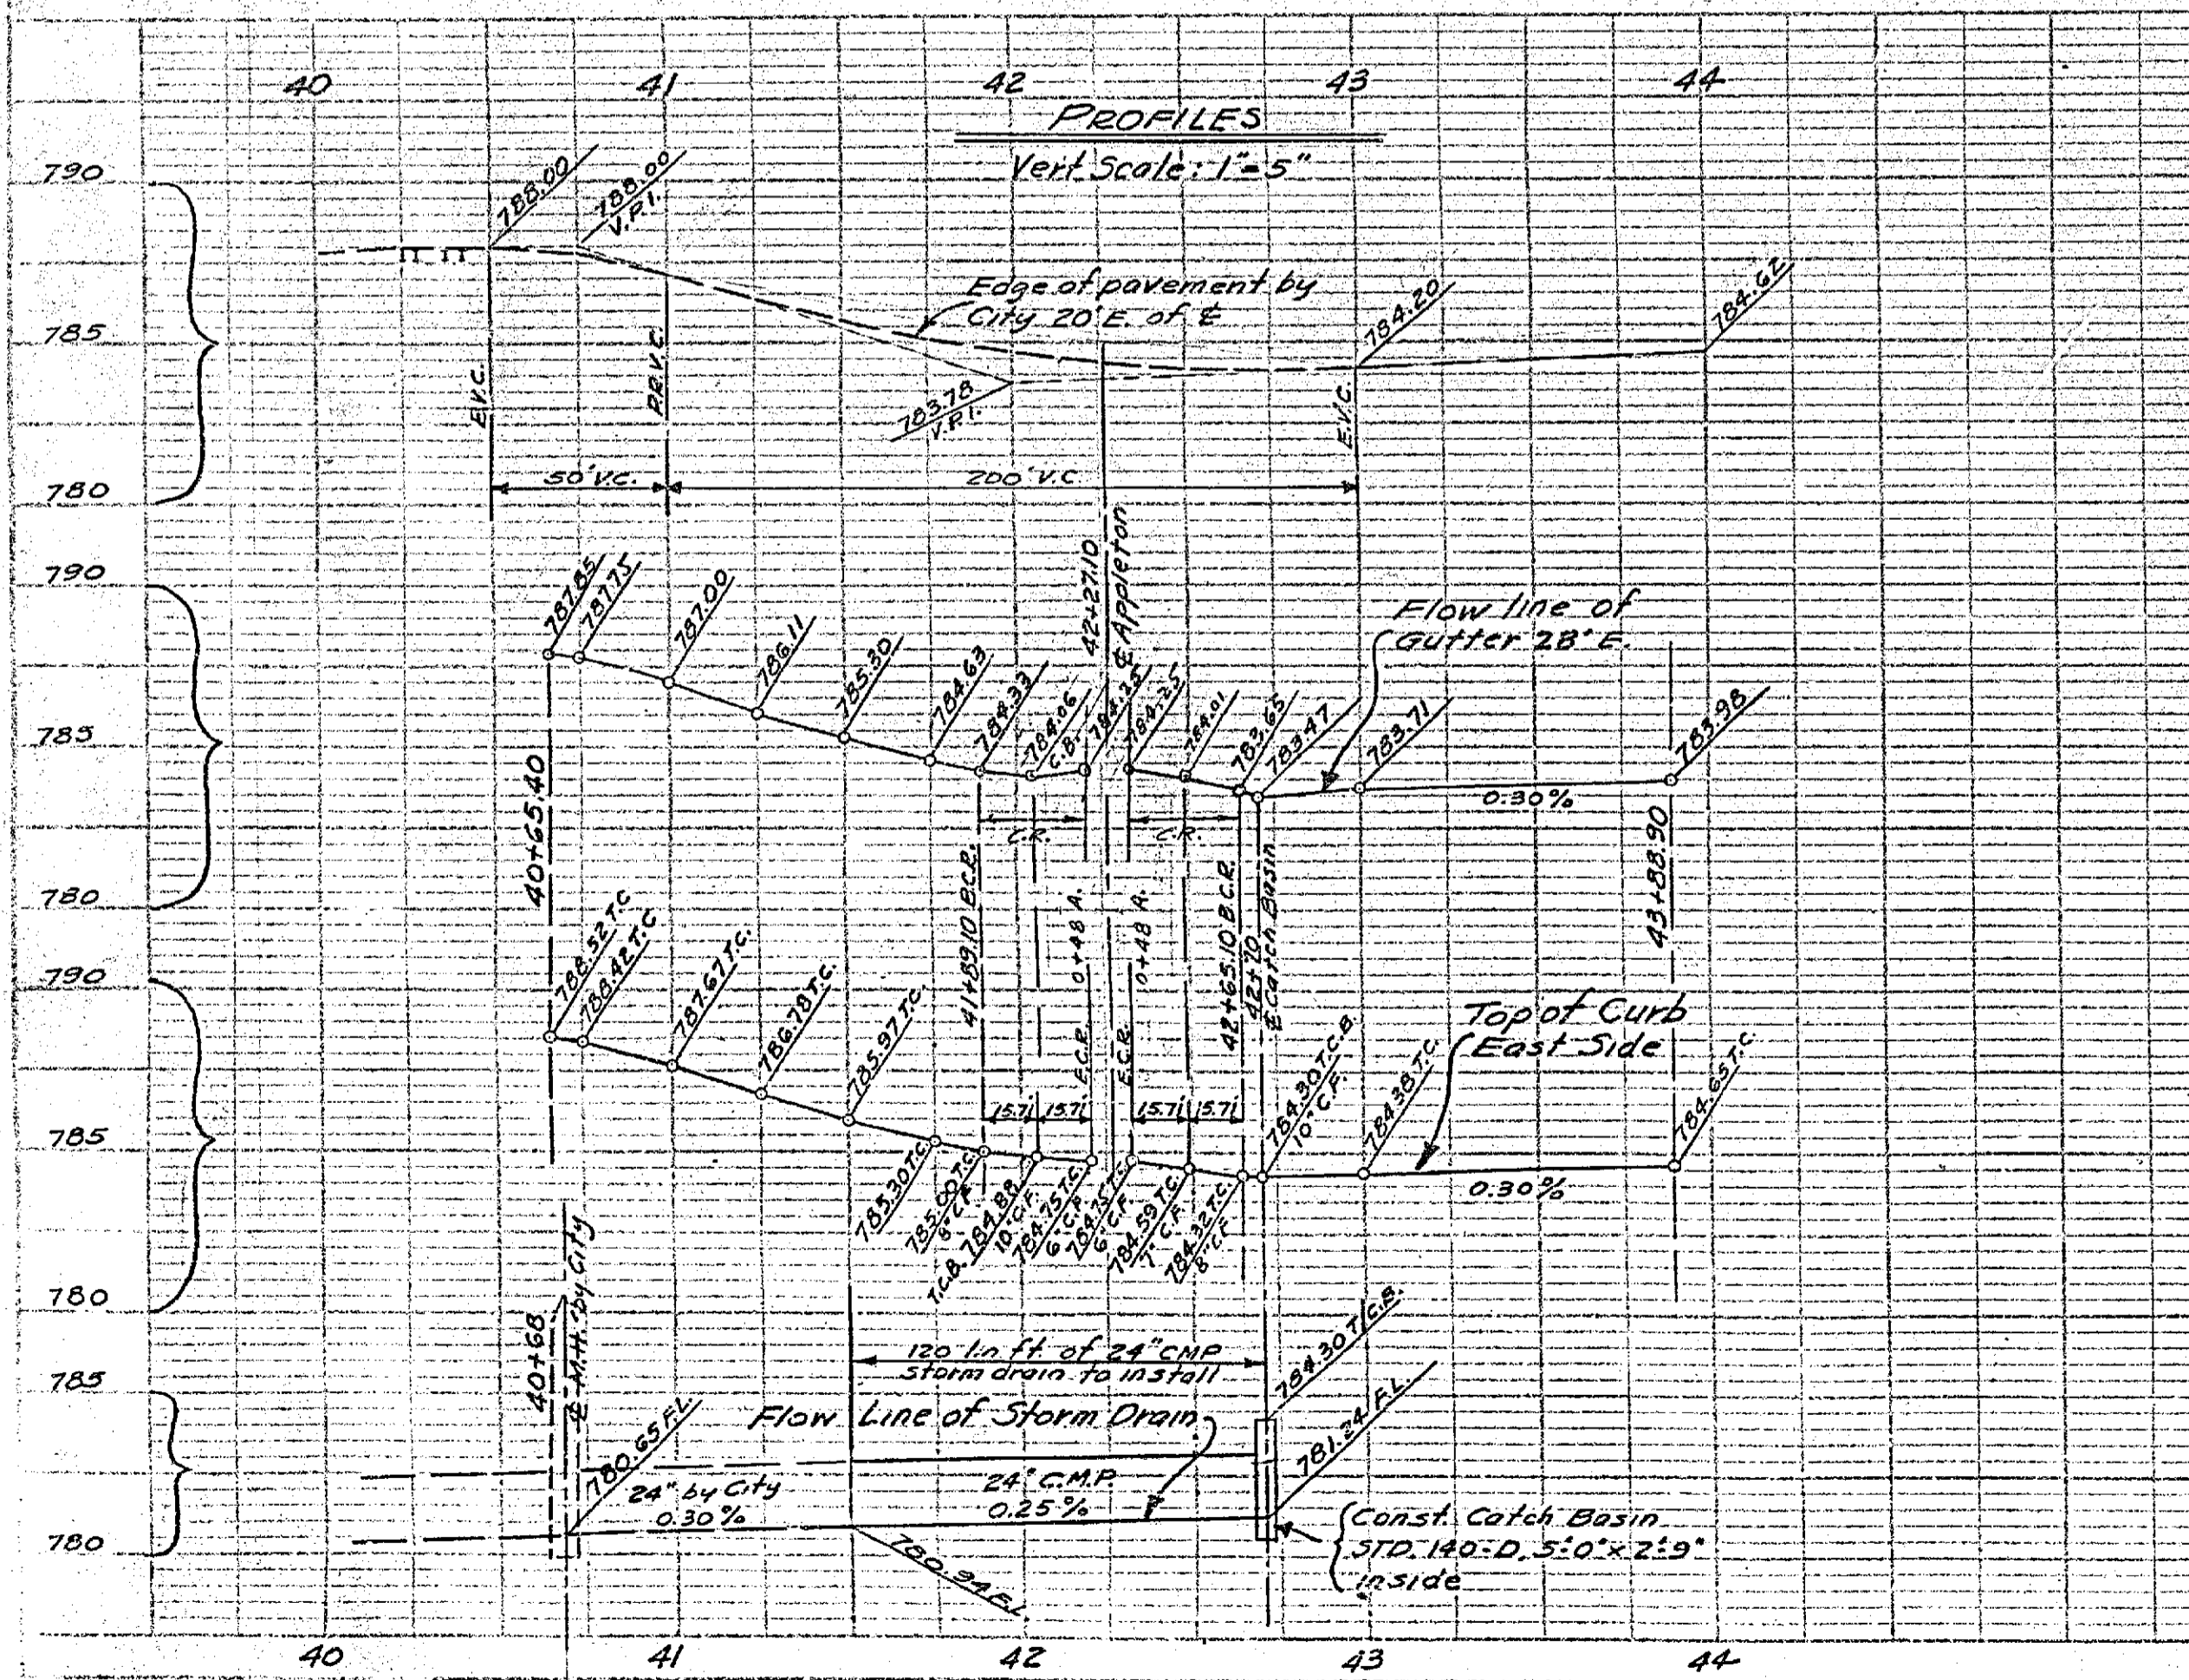 40 41 42 43 44
PROFILES
Vert. Scale: 1"=5"
790
785
780
788.00
788.00
V.P.I.
Edge of pavement by
City 20' E. of ℄
784.20
784.62
783.78
V.P.I.
E.V.C.
P.R.V.C.
E.V.C.
50' V.C.
200' V.C.
790
785
780
787.85
787.75
787.00
786.11
785.30
784.63
784.33
784.06
C.B.
784.25
42+27.10
℄ Appleton
784.25
784.01
783.65
783.47
783.71
783.98
Flow line of
Gutter 28' E.
0.30%
C.R.
C.R.
40+65.40
41+89.10 B.C.R.
0+48 A.
E.C.R.
0+48 A.
E.C.R.
42+65.10 B.C.R.
42+70
℄ Catch Basin
43+88.90
790
785
780
788.52 T.C
788.42 T.C
787.67 T.C.
786.78 T.C.
785.97 T.C.
785.30 T.C.
785.00 T.C.
8" C.F.
T.C.B. 784.88
10" C.F.
784.75 T.C.
6" C.F.
784.75 T.C.
6" C.F.
784.59 T.C.
7" C.F.
784.32 T.C.
8" C.F.
784.30 T.C.B.
10" C.F.
784.38 T.C.
784.65 T.C.
15.71 15.71
15.71 15.71
Top of Curb
East Side
0.30%
40+68
℄ M.H. by City
785
780
120 lin. ft. of 24" CMP
Storm drain to install
Flow Line of Storm Drain
784.30 T/C.B.
781.24 F.L.
780.65 F.L.
24" by City
0.30%
24" C.M.P.
0.25%
780.94 F.L.
Const. Catch Basin
STD. 140-D, 5'-0" x 2'-9"
inside
40 41 42 43 44